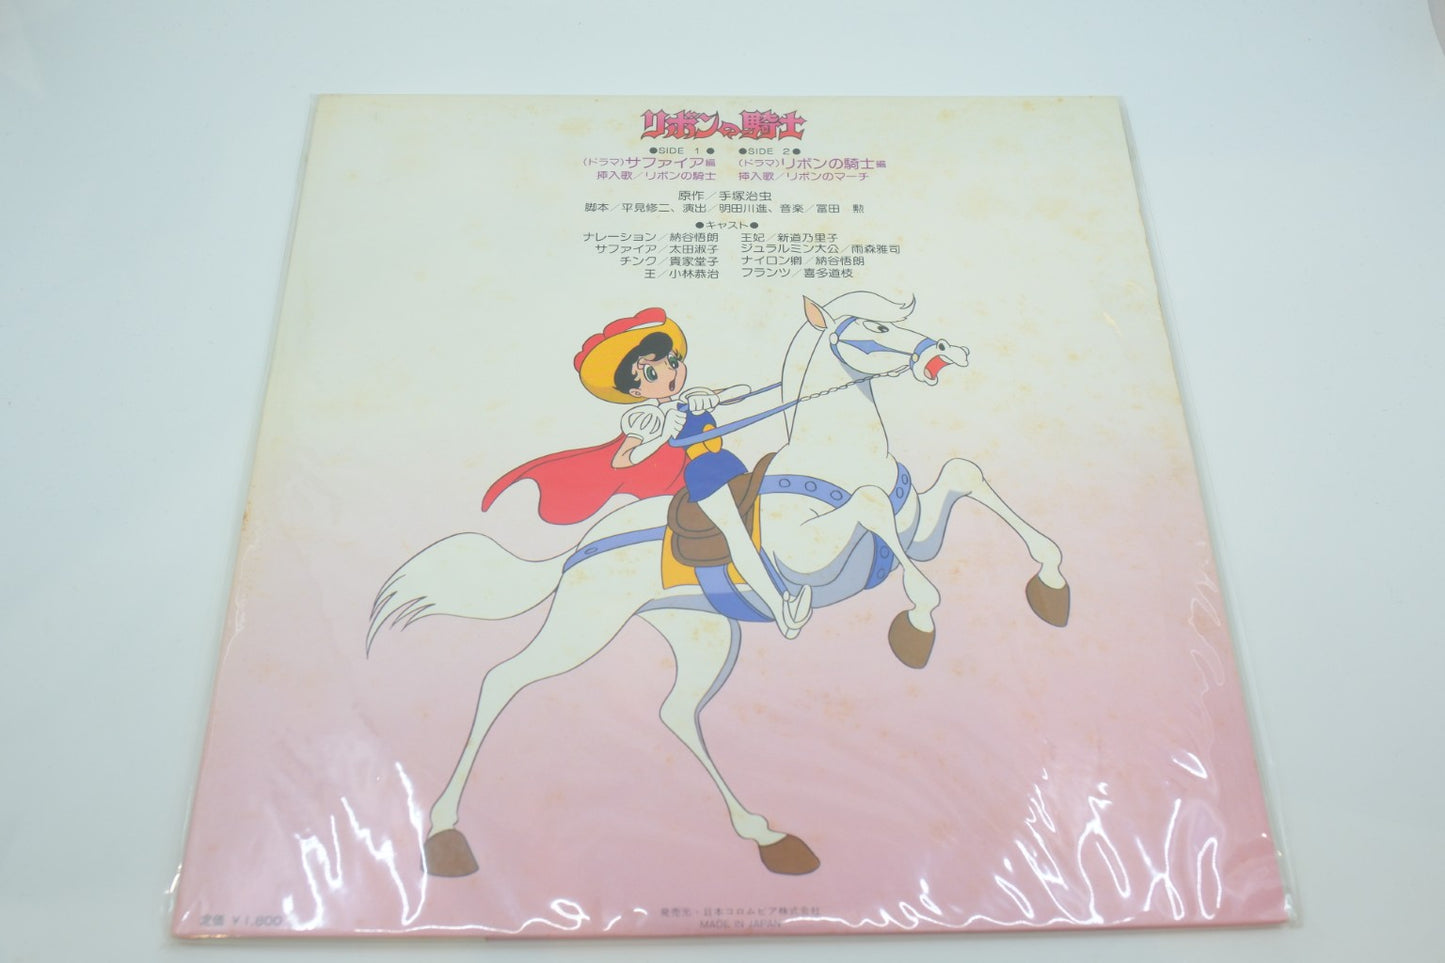 リボンの騎士
●SIDE 1● ●SIDE 2●
(ドラマ)サファイア編 (ドラマ)リボンの騎士編
挿入歌／リボンの騎士 挿入歌／リボンのマーチ
原作／手塚治虫
脚本／平見修二、演出／明田川進、音楽／冨田 勲
●キャスト●
ナレーション／納谷悟朗 王妃／新道乃里子
サファイア／太田淑子 ジュラルミン大公／雨森雅司
チンク／貴家堂子 ナイロン卿／納谷悟朗
王／小林恭治 フランツ／喜多道枝
定価 ￥1,800
発売元・日本コロムビア株式会社
MADE IN JAPAN